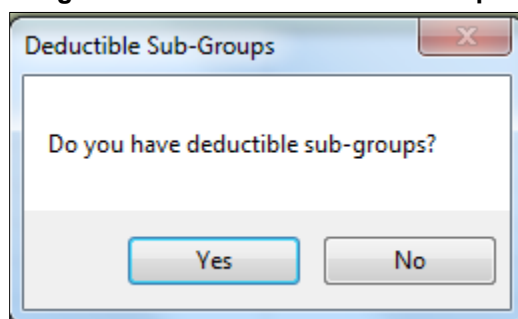 Deductible Sub-Groups
Do you have deductible sub-groups?
Yes
No